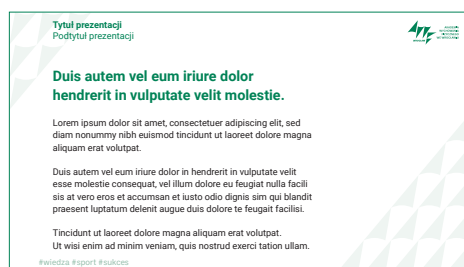 Tytuł prezentacji
Podtytuł prezentacji
Duis autem vel eum iriure dolor
hendrerit in vulputate velit molestie.
Lorem ipsum dolor sit amet, consectetuer adipiscing elit, sed
diam nonummy nibh euismod tincidunt ut laoreet dolore magna
aliquam erat volutpat.
Duis autem vel eum iriure dolor in hendrerit in vulputate velit
esse molestie consequat, vel illum dolore eu feugiat nulla facili
sis at vero eros et accumsan et iusto odio dignis sim qui blandit
praesent luptatum delenit augue duis dolore te feugait facilisi.
Tincidunt ut laoreet dolore magna aliquam erat volutpat.
Ut wisi enim ad minim veniam, quis nostrud exerci tation ullam.
#wiedza #sport #sukces